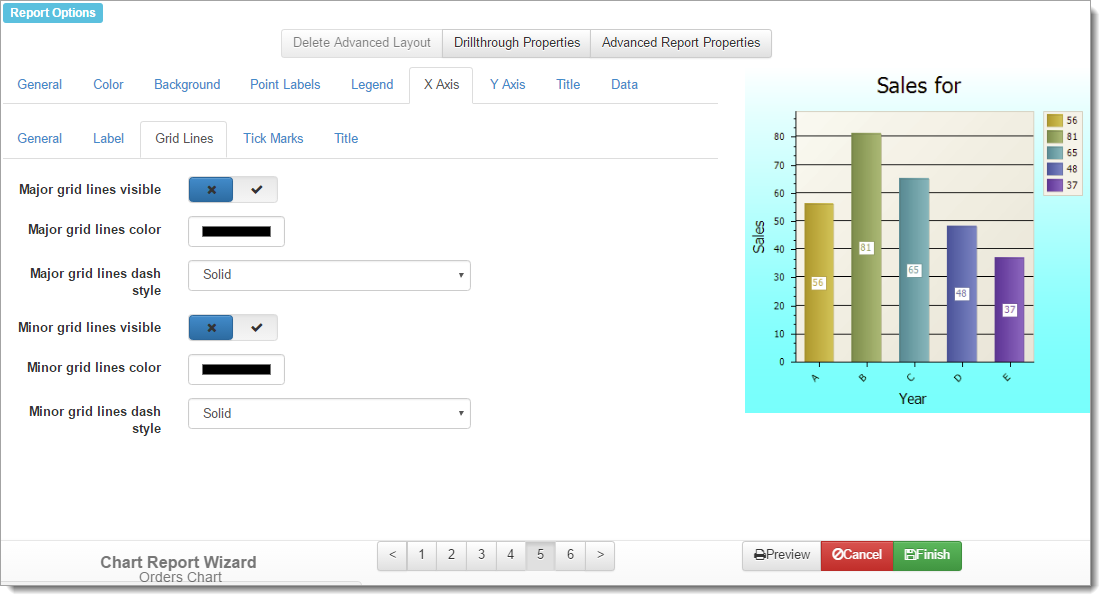 Report Options
Delete Advanced Layout Drillthrough Properties Advanced Report Properties
General Color Background Point Labels Legend X Axis Y Axis Title Data
General Label Grid Lines Tick Marks Title
Major grid lines visible
Major grid lines color
Major grid lines dash style Solid
Minor grid lines visible
Minor grid lines color
Minor grid lines dash style Solid
Sales for
56
81
65
48
37
Sales
80
70
60
50
40
30
20
10
0
56 81 65 48 37
A B C D E
Year
Chart Report Wizard
Orders Chart
< 1 2 3 4 5 6 >
Preview Cancel Finish